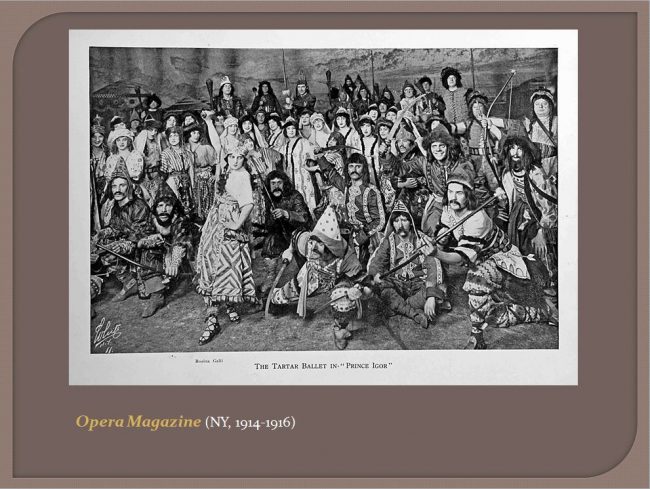 Rosina Galli
The Tartar Ballet in "Prince Igor"
Opera Magazine (NY, 1914-1916)